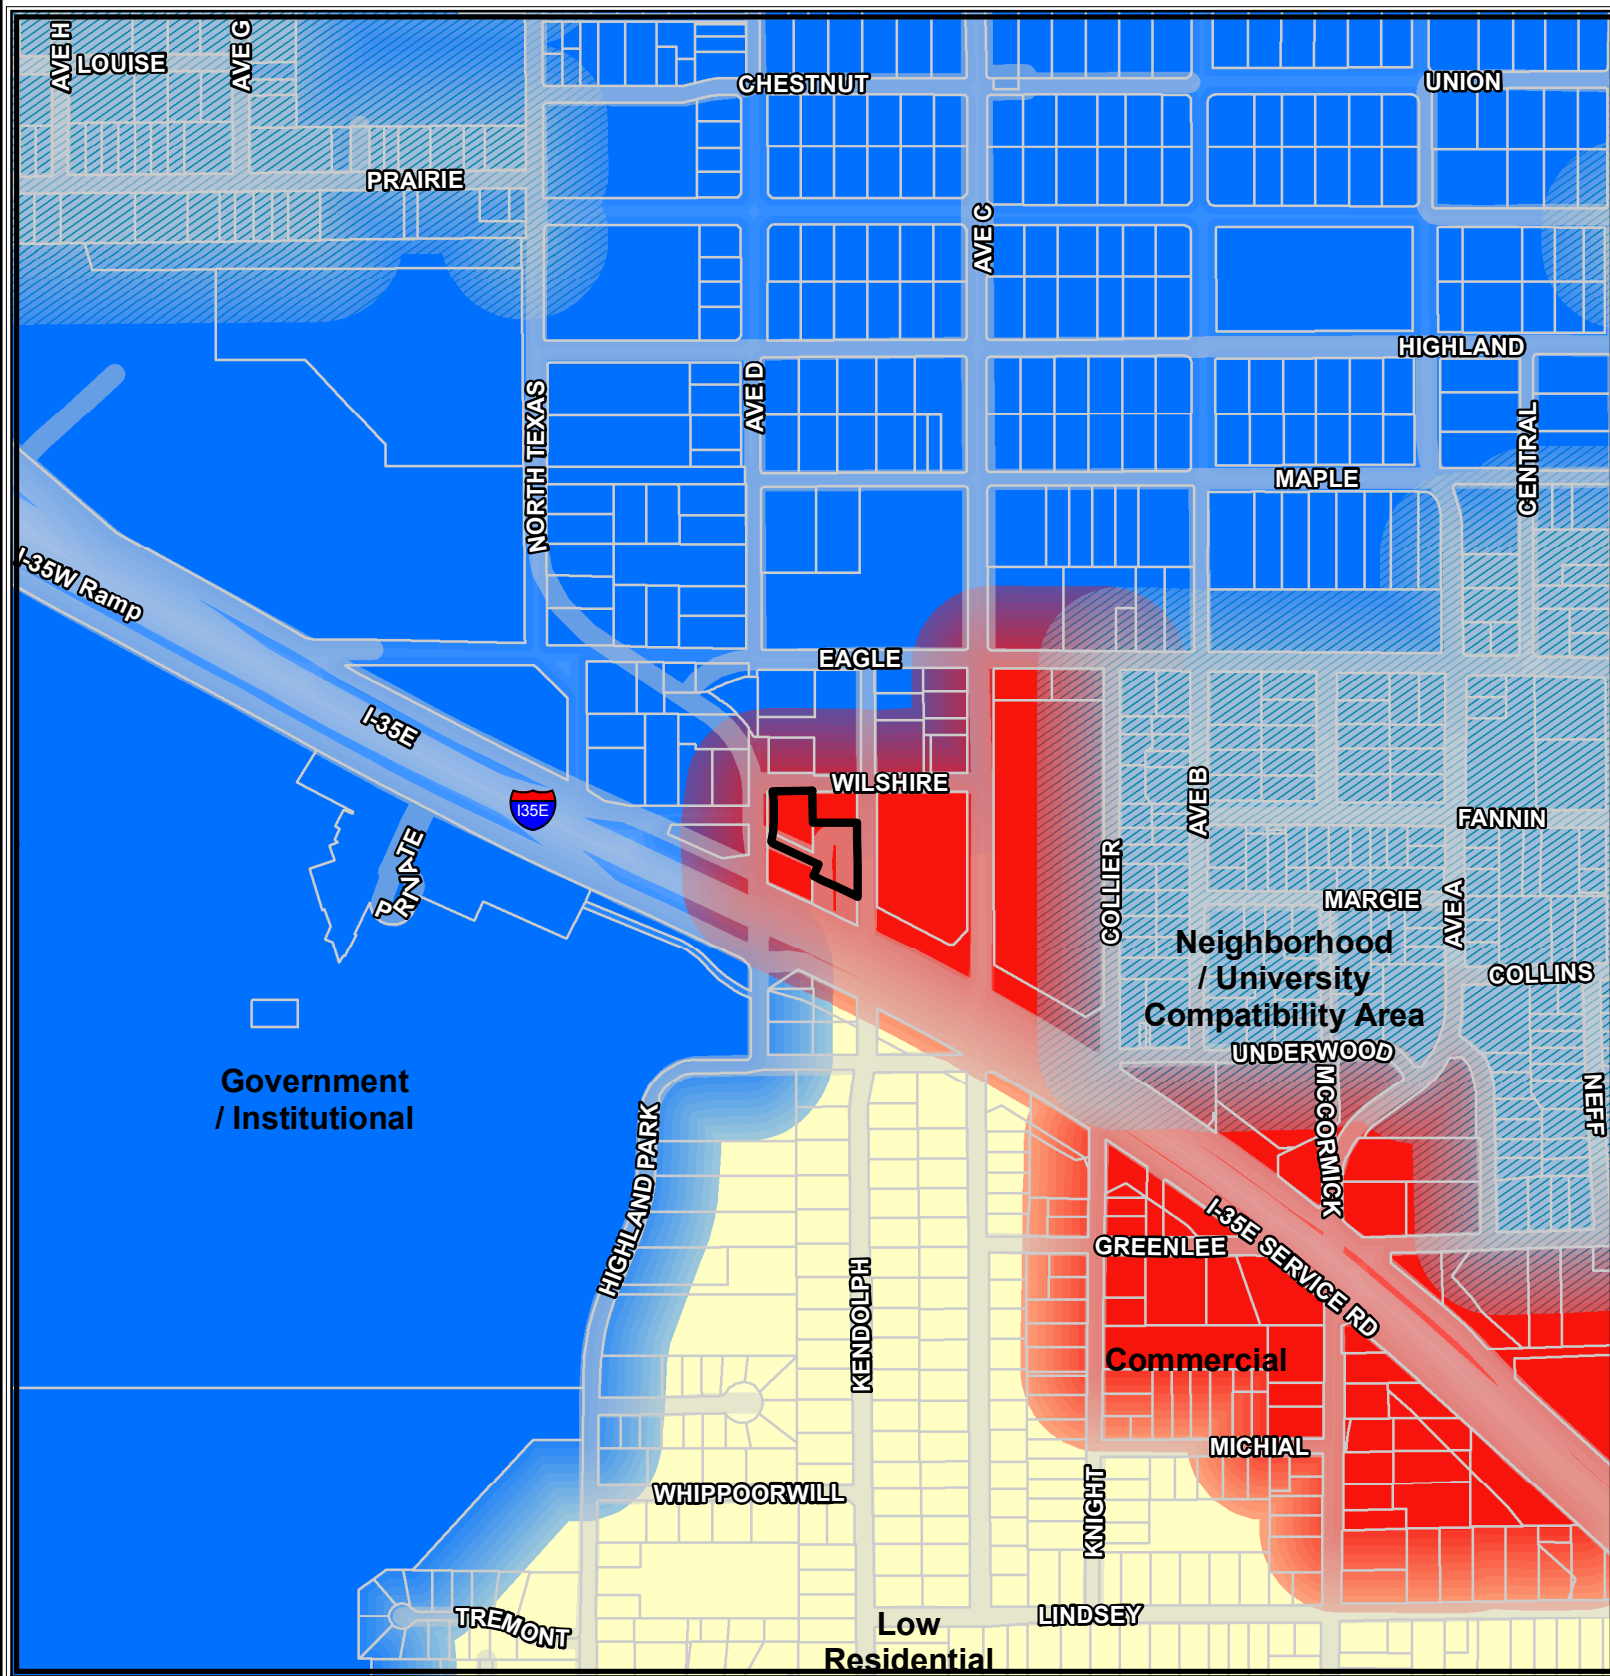 AVE H
LOUISE
AVE G
CHESTNUT
UNION
PRAIRIE
AVE C
HIGHLAND
AVE D
NORTH TEXAS
CENTRAL
MAPLE
I-35W Ramp
EAGLE
I-35E
WILSHIRE
I35E
AVE B
FANNIN
PRIVATE
COLLIER
MARGIE
AVE A
Neighborhood
/ University
Compatibility Area
COLLINS
UNDERWOOD
Government
/ Institutional
MCCORMICK
NEFF
HIGHLAND PARK
I-35E SERVICE RD
GREENLEE
KENDOLPH
Commercial
MICHIAL
WHIPPOORWILL
KNIGHT
TREMONT
LINDSEY
Low
Residential